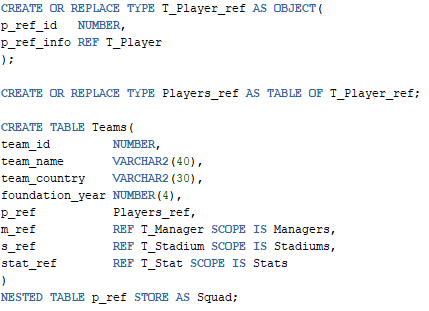 CREATE OR REPLACE TYPE T_Player_ref AS OBJECT(
p_ref_id NUMBER,
p_ref_info REF T_Player
);
CREATE OR REPLACE TYPE Players_ref AS TABLE OF T_Player_ref;
CREATE TABLE Teams(
team_id NUMBER,
team_name VARCHAR2(40),
team_country VARCHAR2(30),
foundation_year NUMBER(4),
p_ref Players_ref,
m_ref REF T_Manager SCOPE IS Managers,
s_ref REF T_Stadium SCOPE IS Stadiums,
stat_ref REF T_Stat SCOPE IS Stats
)
NESTED TABLE p_ref STORE AS Squad;